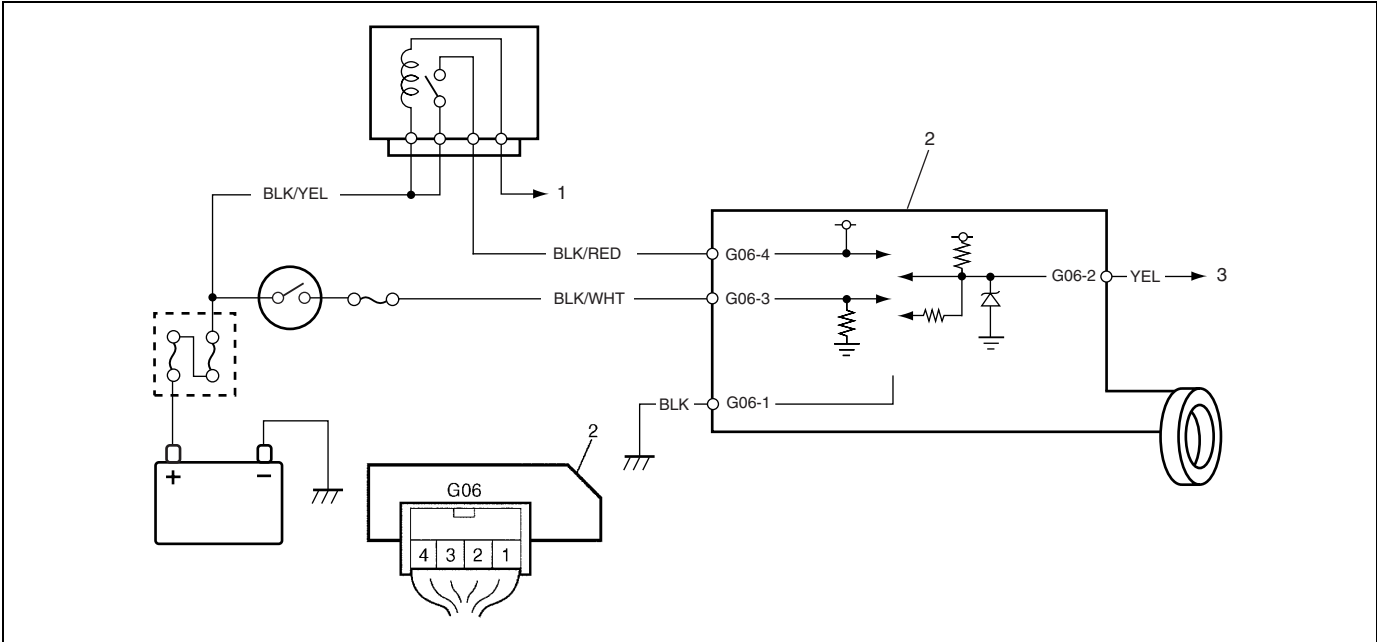 2
BLK/YEL
1
BLK/RED
G06-4
G06-2
YEL
3
BLK/WHT
G06-3
BLK
G06-1
2
+
−
G06
4 3 2 1